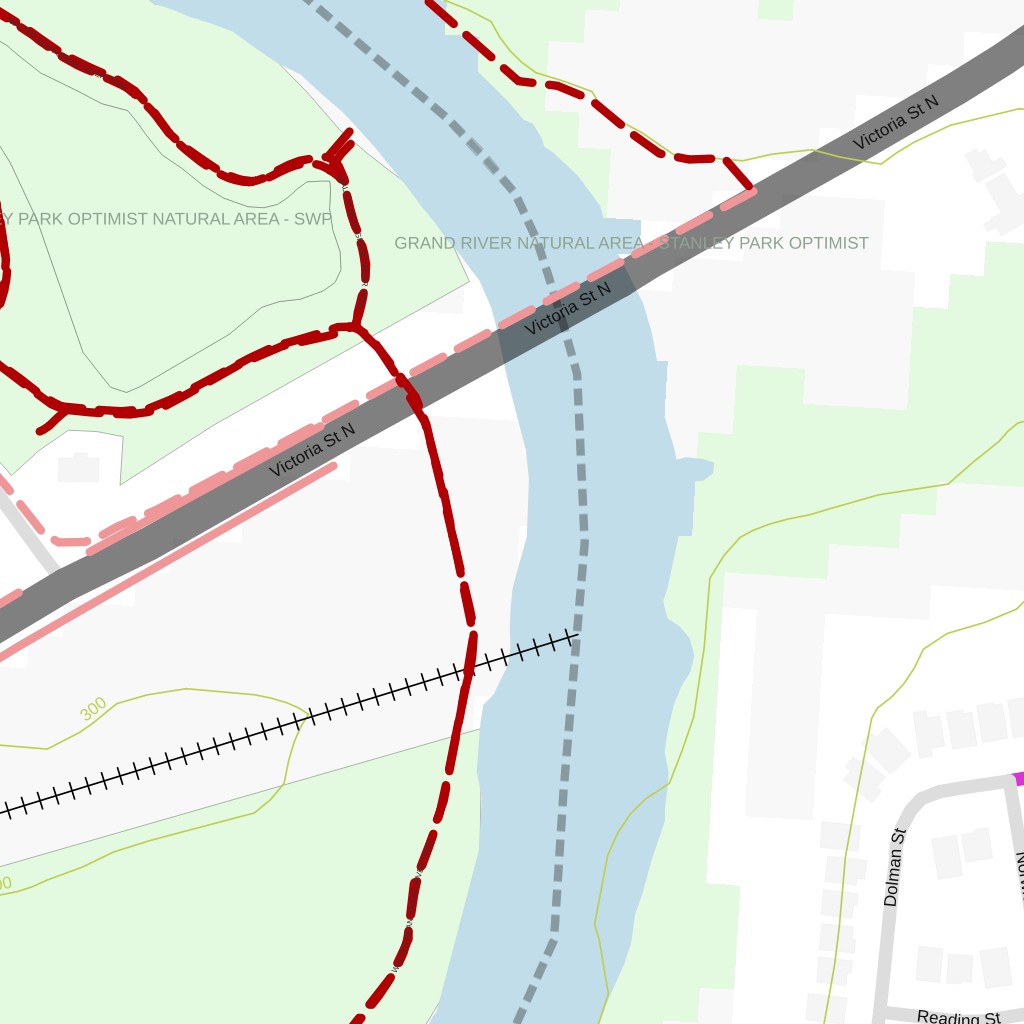 Victoria St N
Y PARK OPTIMIST NATURAL AREA - SWP
GRAND RIVER NATURAL AREA - STANLEY PARK OPTIMIST
Victoria St N
Victoria St N
300
00
Dolman St
Reading St